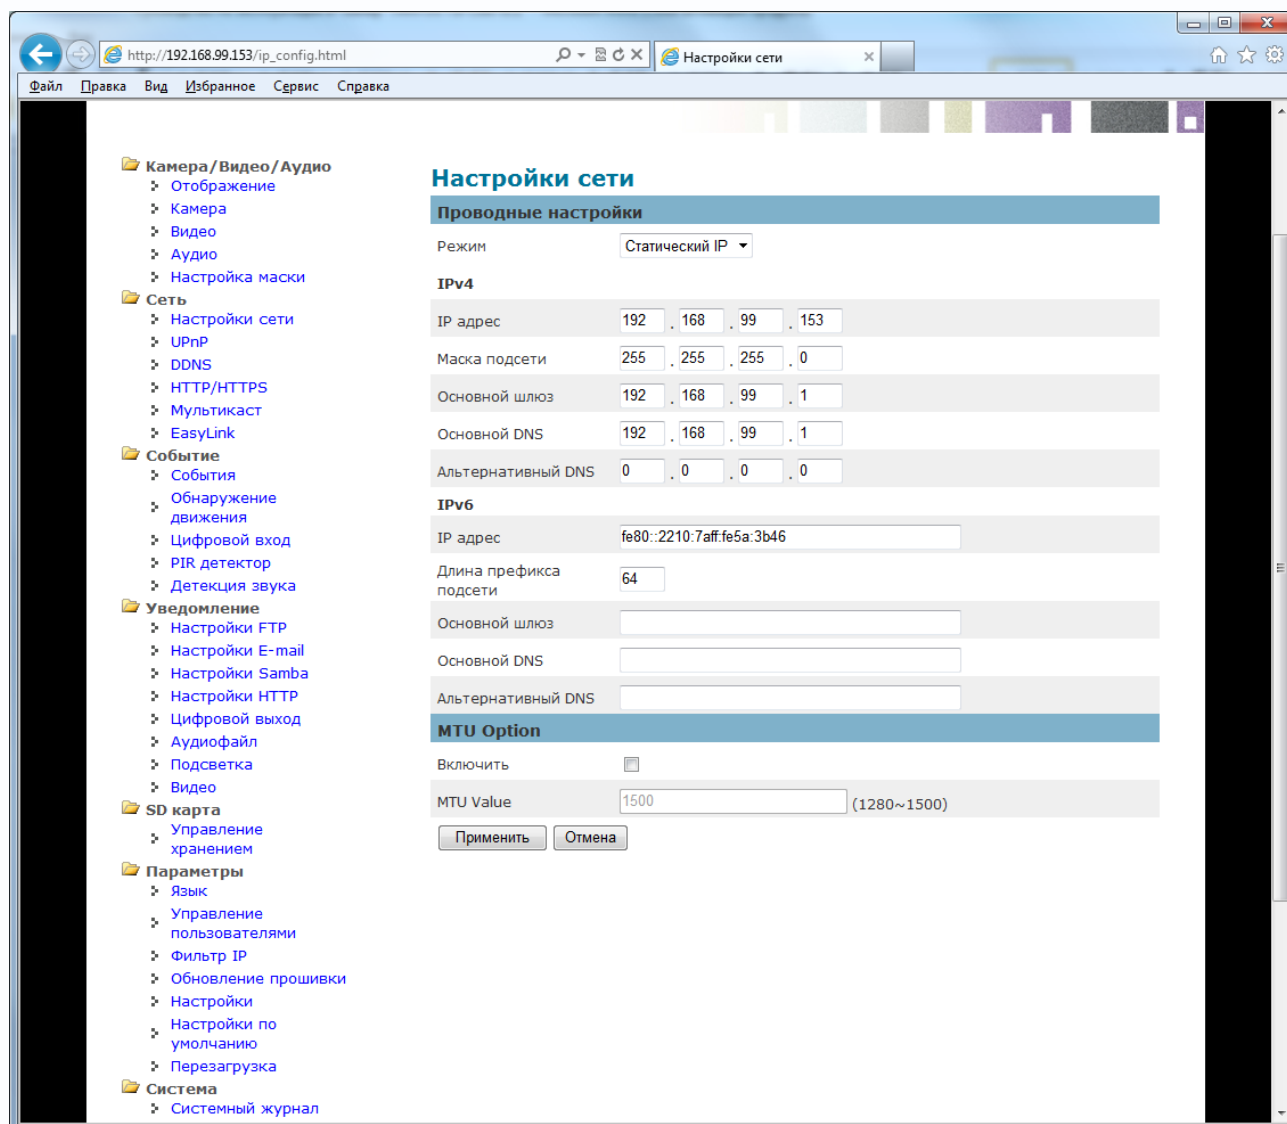 http://192.168.99.153/ip_config.html
Настройки сети
Файл Правка Вид Избранное Сервис Справка
Камера/Видео/Аудио
Отображение
Камера
Видео
Аудио
Настройка маски
Сеть
Настройки сети
UPnP
DDNS
HTTP/HTTPS
Мультикаст
EasyLink
Событие
События
Обнаружение
движения
Цифровой вход
PIR детектор
Детекция звука
Уведомление
Настройки FTP
Настройки E-mail
Настройки Samba
Настройки HTTP
Цифровой выход
Аудиофайл
Подсветка
Видео
SD карта
Управление
хранением
Параметры
Язык
Управление
пользователями
Фильтр IP
Обновление прошивки
Настройки
Настройки по
умолчанию
Перезагрузка
Система
Системный журнал
Настройки сети
Проводные настройки
Режим Статический IP
IPv4
IP адрес 192 . 168 . 99 . 153
Маска подсети 255 . 255 . 255 . 0
Основной шлюз 192 . 168 . 99 . 1
Основной DNS 192 . 168 . 99 . 1
Альтернативный DNS 0 . 0 . 0 . 0
IPv6
IP адрес fe80::2210:7aff:fe5a:3b46
Длина префикса
подсети 64
Основной шлюз
Основной DNS
Альтернативный DNS
MTU Option
Включить
MTU Value 1500 (1280~1500)
Применить Отмена